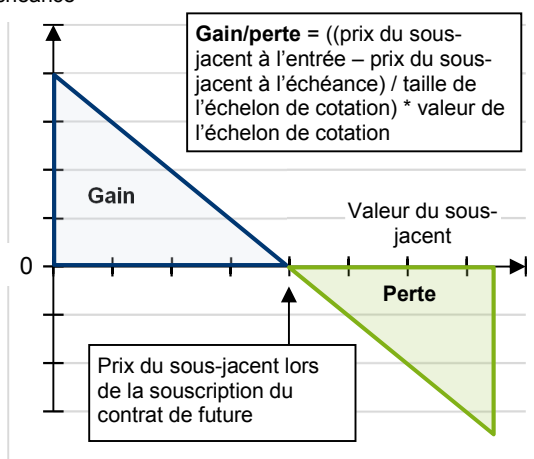 Gain/perte = ((prix du sous-
jacent à l'entrée – prix du sous-
jacent à l'échéance) / taille de
l'échelon de cotation) * valeur de
l'échelon de cotation
Gain
Valeur du sous-
jacent
0
Perte
Prix du sous-jacent lors
de la souscription du
contrat de future